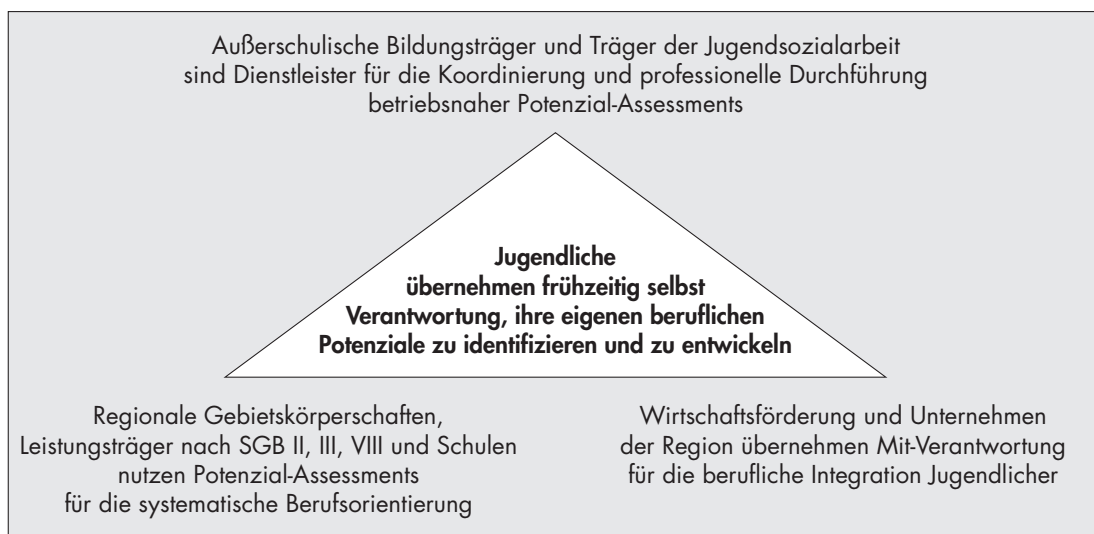 Außerschulische Bildungsträger und Träger der Jugendsozialarbeit
sind Dienstleister für die Koordinierung und professionelle Durchführung
betriebsnaher Potenzial-Assessments
Jugendliche
übernehmen frühzeitig selbst
Verantwortung, ihre eigenen beruflichen
Potenziale zu identifizieren und zu entwickeln
Regionale Gebietskörperschaften,
Leistungsträger nach SGB II, III, VIII und Schulen
nutzen Potenzial-Assessments
für die systematische Berufsorientierung
Wirtschaftsförderung und Unternehmen
der Region übernehmen Mit-Verantwortung
für die berufliche Integration Jugendlicher